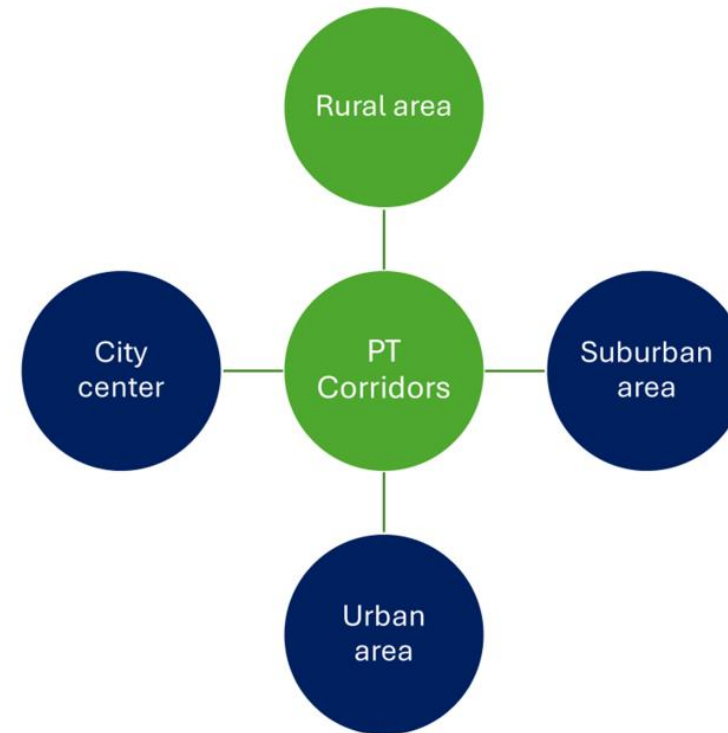 Rural area
City
center
PT
Corridors
Suburban
area
Urban
area